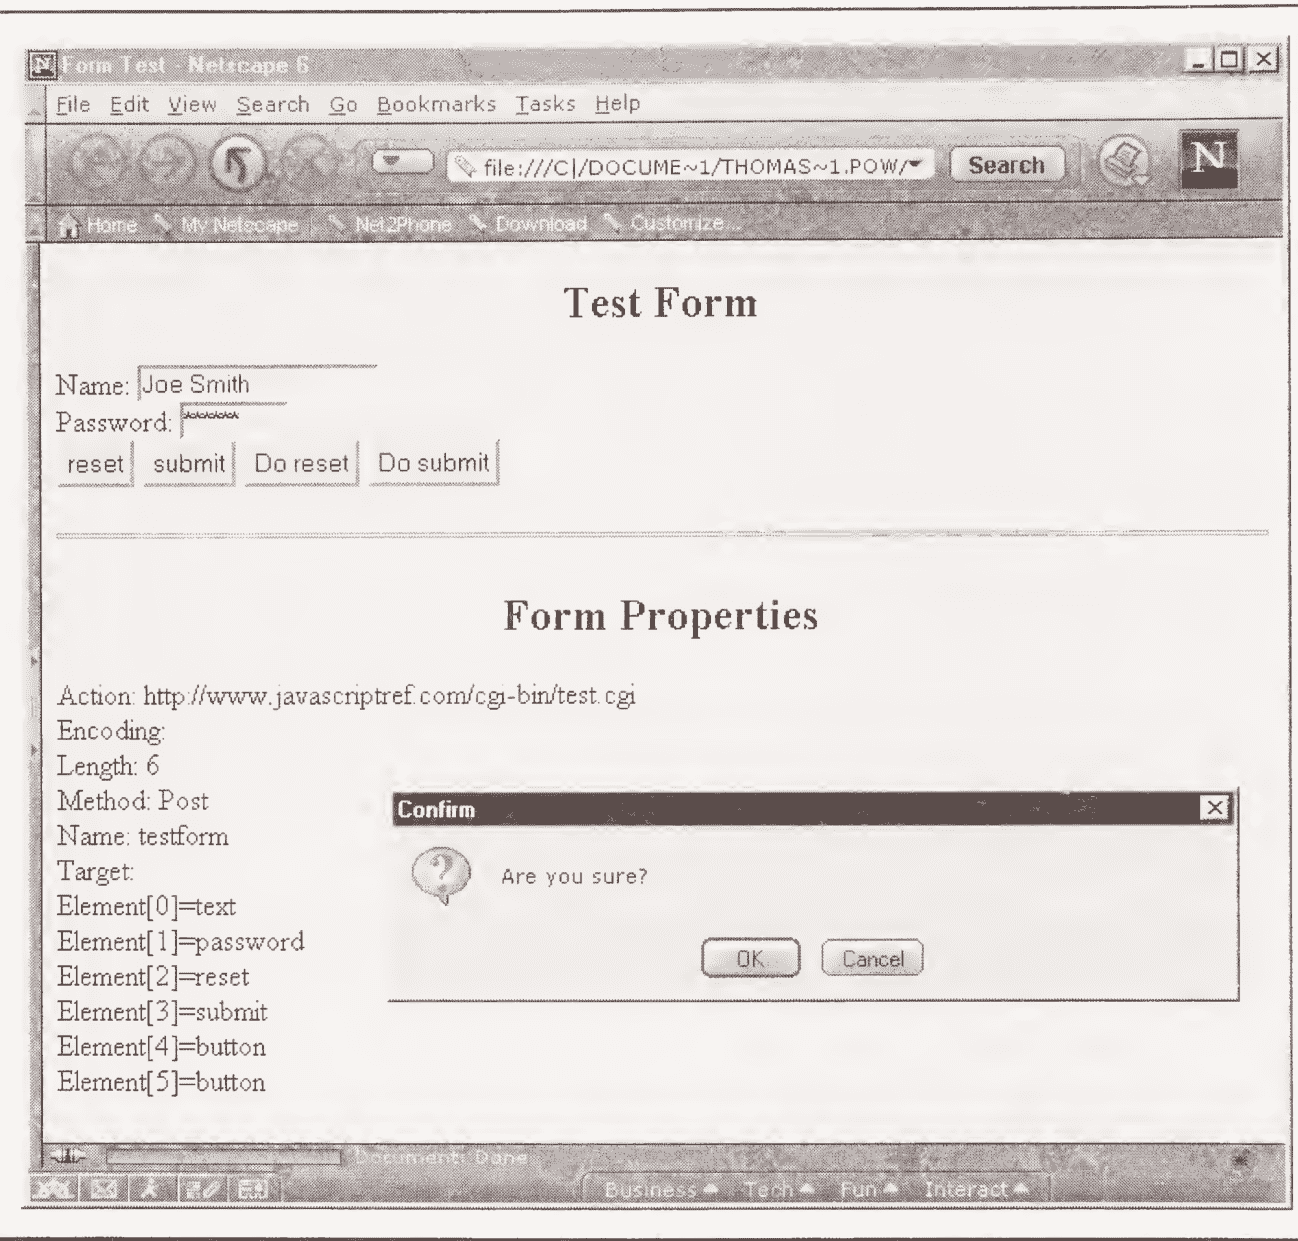 N Form Test - Netscape 6
File Edit View Search Go Bookmarks Tasks Help
file:///C|/DOCUME~1/THOMAS~1.POW/ Search N
Home My Netscape Net2Phone Download Customize...
Test Form
Name: Joe Smith
Password: *******
reset submit Do reset Do submit
Form Properties
Action: http://www.javascriptref.com/cgi-bin/test.cgi
Encoding:
Length: 6
Method: Post
Name: testform
Target:
Element[0]=text
Element[1]=password
Element[2]=reset
Element[3]=submit
Element[4]=button
Element[5]=button
Confirm
Are you sure?
OK Cancel
Document: Done
Business Tech Fun Interact